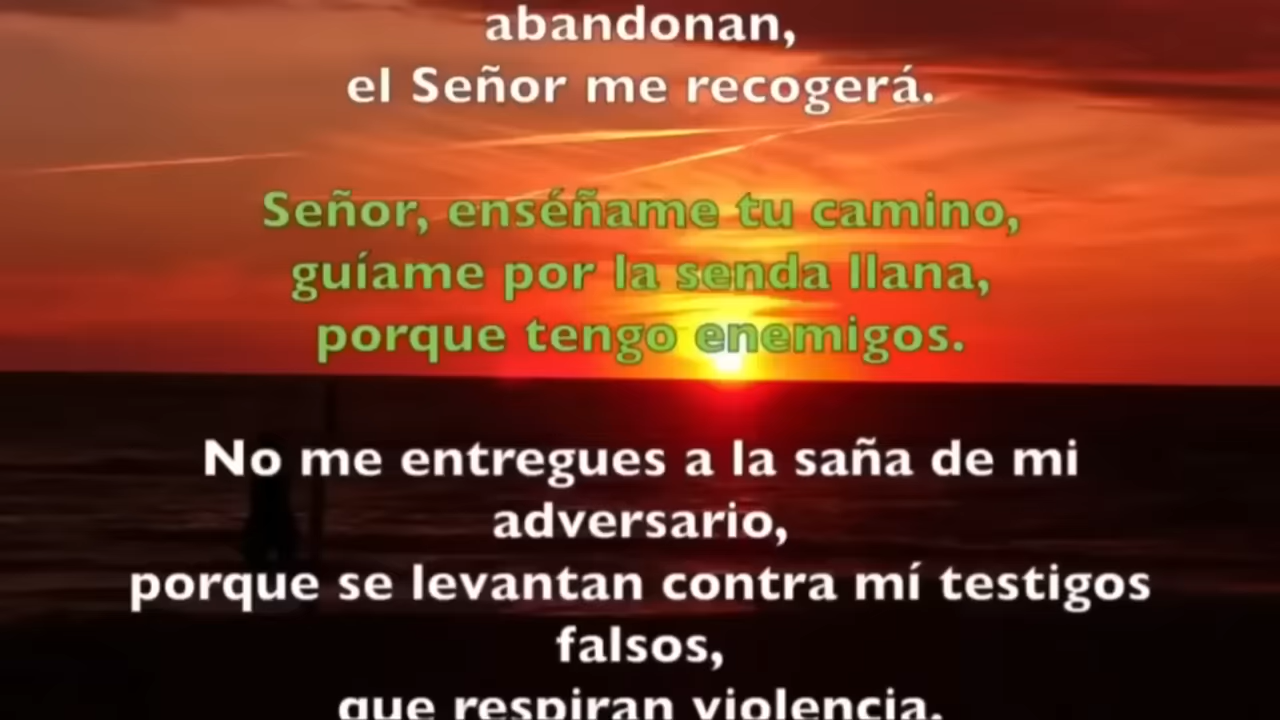 abandonan,
el Señor me recogerá.
Señor, enséñame tu camino,
guíame por la senda llana,
porque tengo enemigos.
No me entregues a la saña de mi
adversario,
porque se levantan contra mí testigos
falsos,
que respiran violencia.